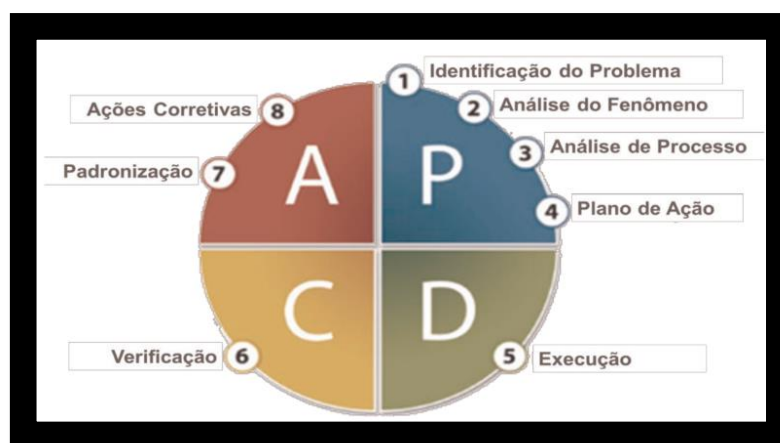 1 Identificação do Problema
2 Análise do Fenômeno
3 Análise de Processo
4 Plano de Ação
5 Execução
Verificação 6
Padronização 7
Ações Corretivas 8
A P
C D